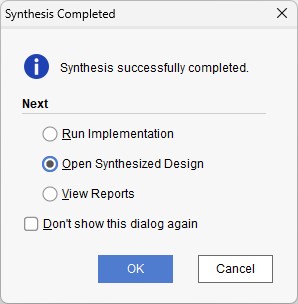 Synthesis Completed
Synthesis successfully completed.
Next
Run Implementation
Open Synthesized Design
View Reports
Don't show this dialog again
OK Cancel